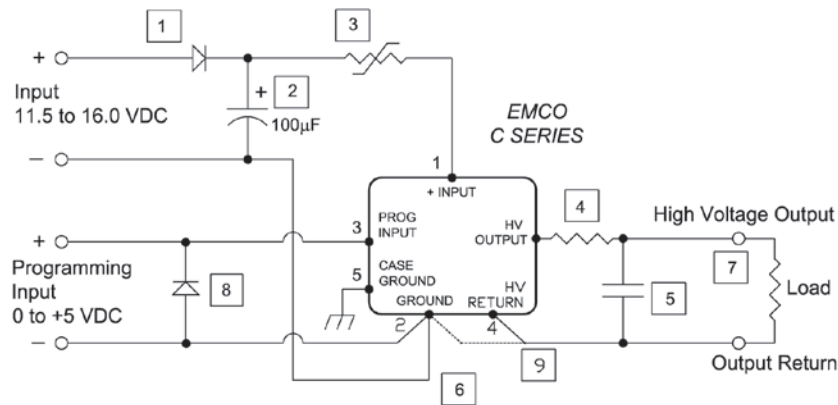 1
3
+
Input
11.5 to 16.0 VDC
−
+
2
100µF
EMCO
C SERIES
1
+ INPUT
+
3
PROG
INPUT
HV
OUTPUT
4
High Voltage Output
Programming
Input
0 to +5 VDC
8
5
CASE
GROUND
GROUND
HV
RETURN
5
7
Load
−
2
4
9
6
Output Return